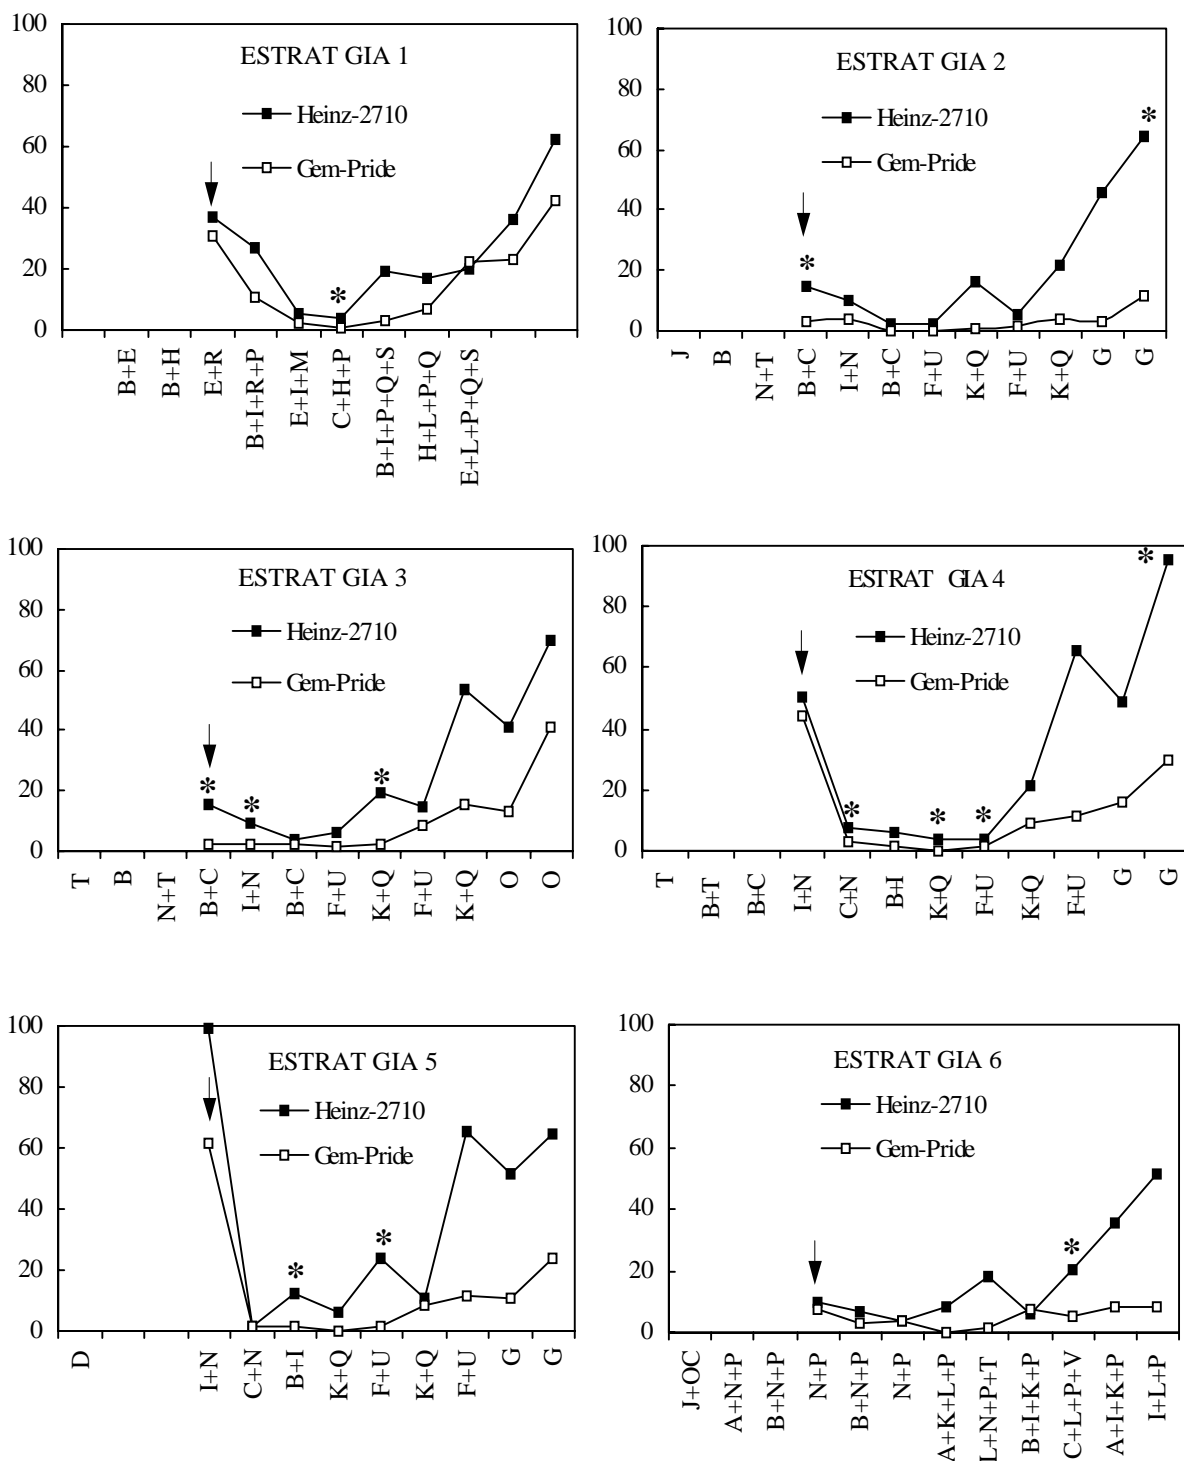 100
80
60
40
20
0
ESTRAT GIA 1
Heinz-2710
Gem-Pride
*
B+E
B+H
E+R
B+I+R+P
E+I+M
C+H+P
B+I+P+Q+S
H+L+P+Q
E+L+P+Q+S
100
80
60
40
20
0
ESTRAT GIA 2
Heinz-2710
Gem-Pride
*
*
J
B
N+T
B+C
I+N
B+C
F+U
K+Q
F+U
K+Q
G
G
100
80
60
40
20
0
ESTRAT GIA 3
Heinz-2710
Gem-Pride
*
*
*
T
B
N+T
B+C
I+N
B+C
F+U
K+Q
F+U
K+Q
O
O
100
80
60
40
20
0
ESTRAT GIA 4
Heinz-2710
Gem-Pride
*
*
*
*
T
B+T
B+C
I+N
C+N
B+I
K+Q
F+U
K+Q
F+U
G
G
100
80
60
40
20
0
ESTRAT GIA 5
Heinz-2710
Gem-Pride
*
*
D
I+N
C+N
B+I
K+Q
F+U
K+Q
F+U
G
G
100
80
60
40
20
0
ESTRAT GIA 6
Heinz-2710
Gem-Pride
*
J+OC
A+N+P
B+N+P
N+P
B+N+P
N+P
A+K+L+P
L+N+P+T
B+I+K+P
C+L+P+V
A+I+K+P
I+L+P